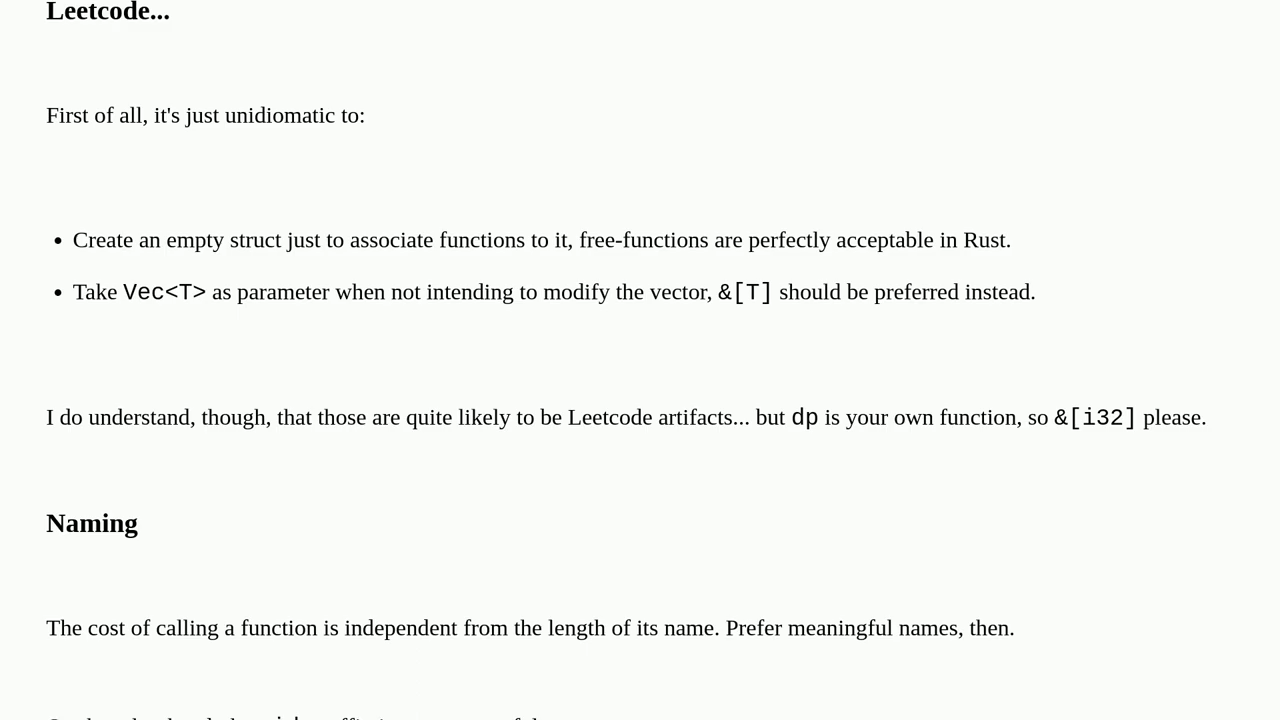 Leetcode...
First of all, it's just unidiomatic to:
• Create an empty struct just to associate functions to it, free-functions are perfectly acceptable in Rust.
• Take Vec<T> as parameter when not intending to modify the vector, &[T] should be preferred instead.
I do understand, though, that those are quite likely to be Leetcode artifacts... but dp is your own function, so &[i32] please.
Naming
The cost of calling a function is independent from the length of its name. Prefer meaningful names, then.